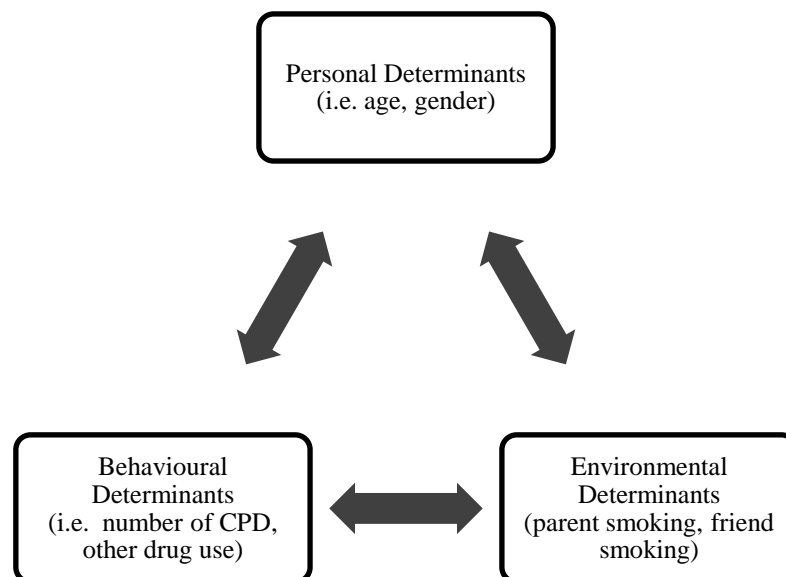 Personal Determinants
(i.e. age, gender)
Behavioural
Determinants
(i.e.  number of CPD,
other drug use)
Environmental
Determinants
(parent smoking, friend
smoking)